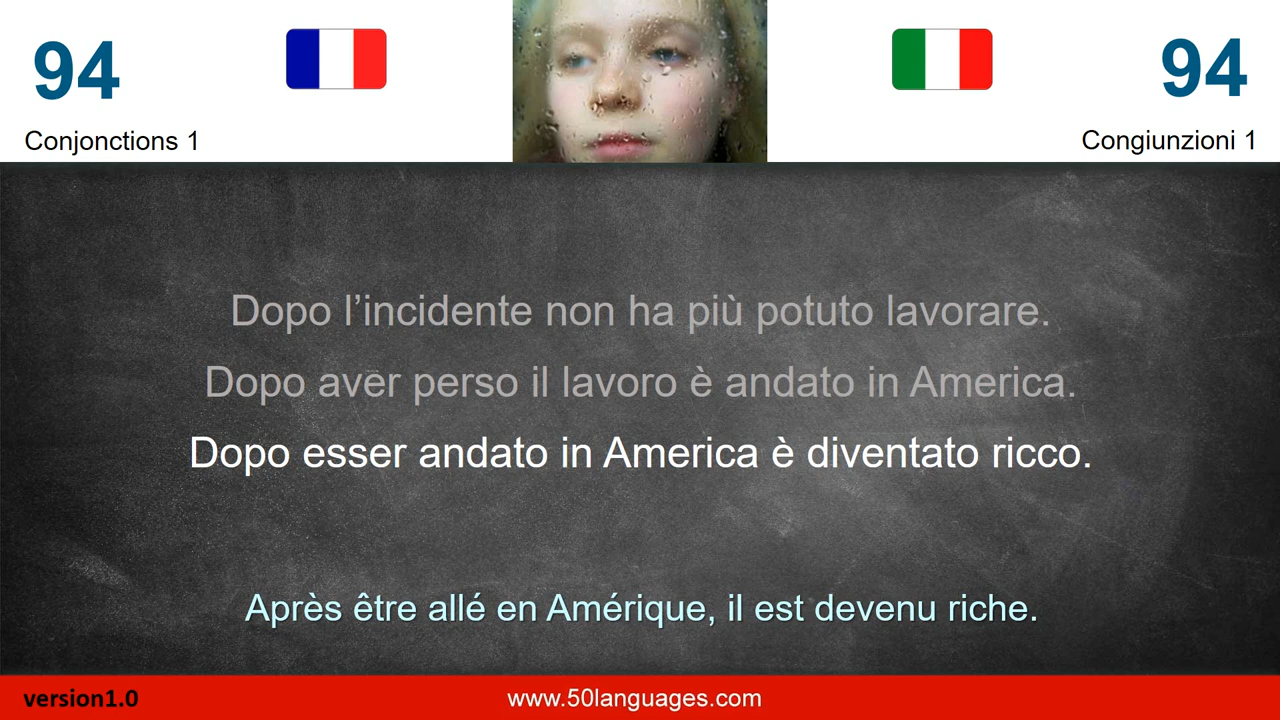 94
94
Conjonctions 1
Congiunzioni 1
Dopo l’incidente non ha più potuto lavorare.
Dopo aver perso il lavoro è andato in America.
Dopo esser andato in America è diventato ricco.
Après être allé en Amérique, il est devenu riche.
version1.0
www.50languages.com